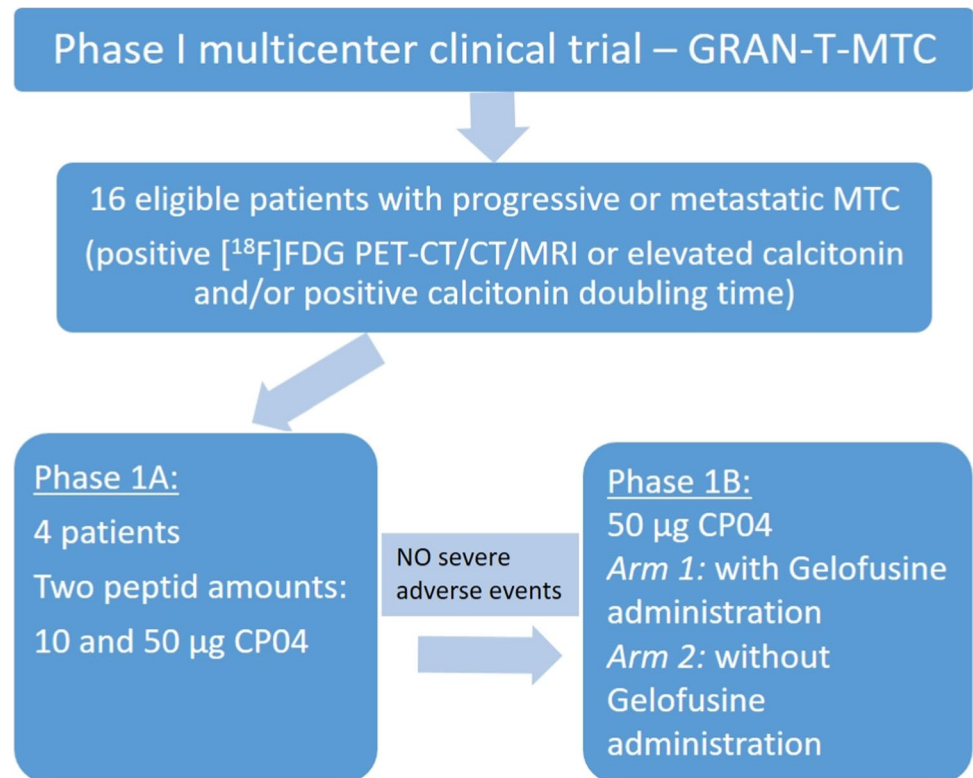 Phase I multicenter clinical trial – GRAN-T-MTC
16 eligible patients with progressive or metastatic MTC
(positive [¹⁸F]FDG PET-CT/CT/MRI or elevated calcitonin
and/or positive calcitonin doubling time)
Phase 1A:
4 patients
Two peptid amounts:
10 and 50 µg CP04
NO severe
adverse events
Phase 1B:
50 µg CP04
Arm 1: with Gelofusine
administration
Arm 2: without
Gelofusine
administration